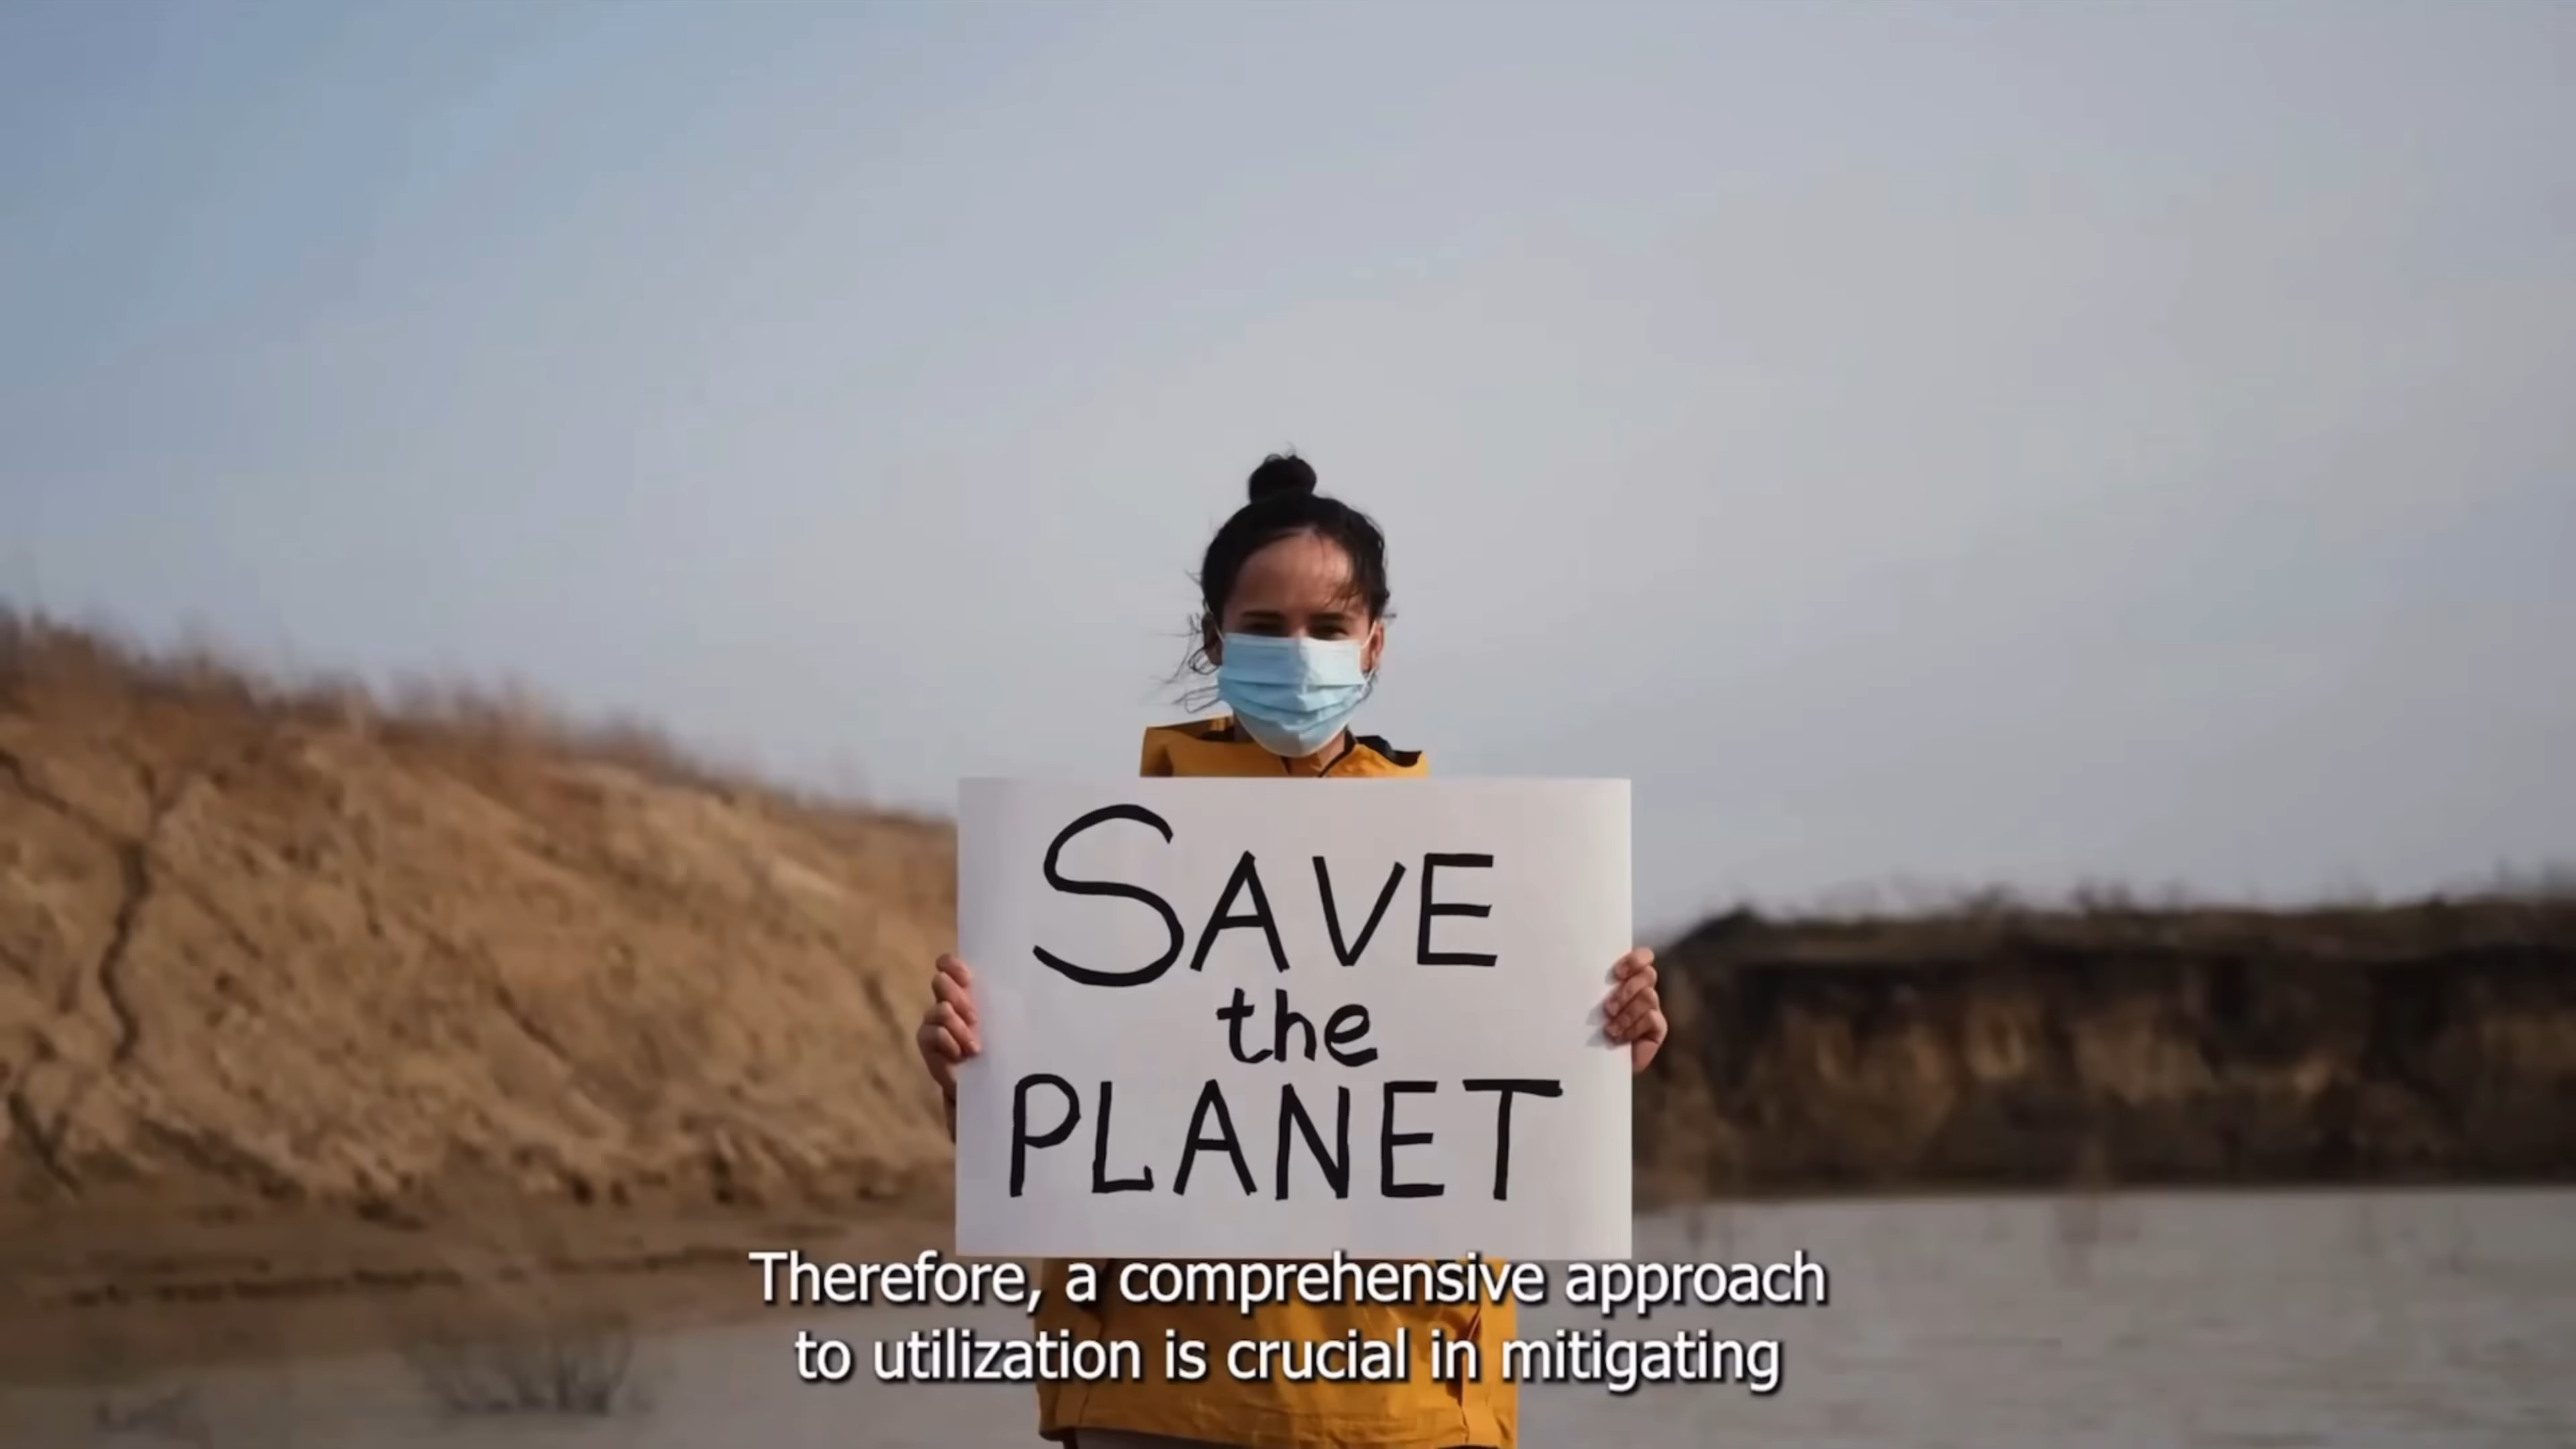 SAVE
the
PLANET
Therefore, a comprehensive approach
to utilization is crucial in mitigating